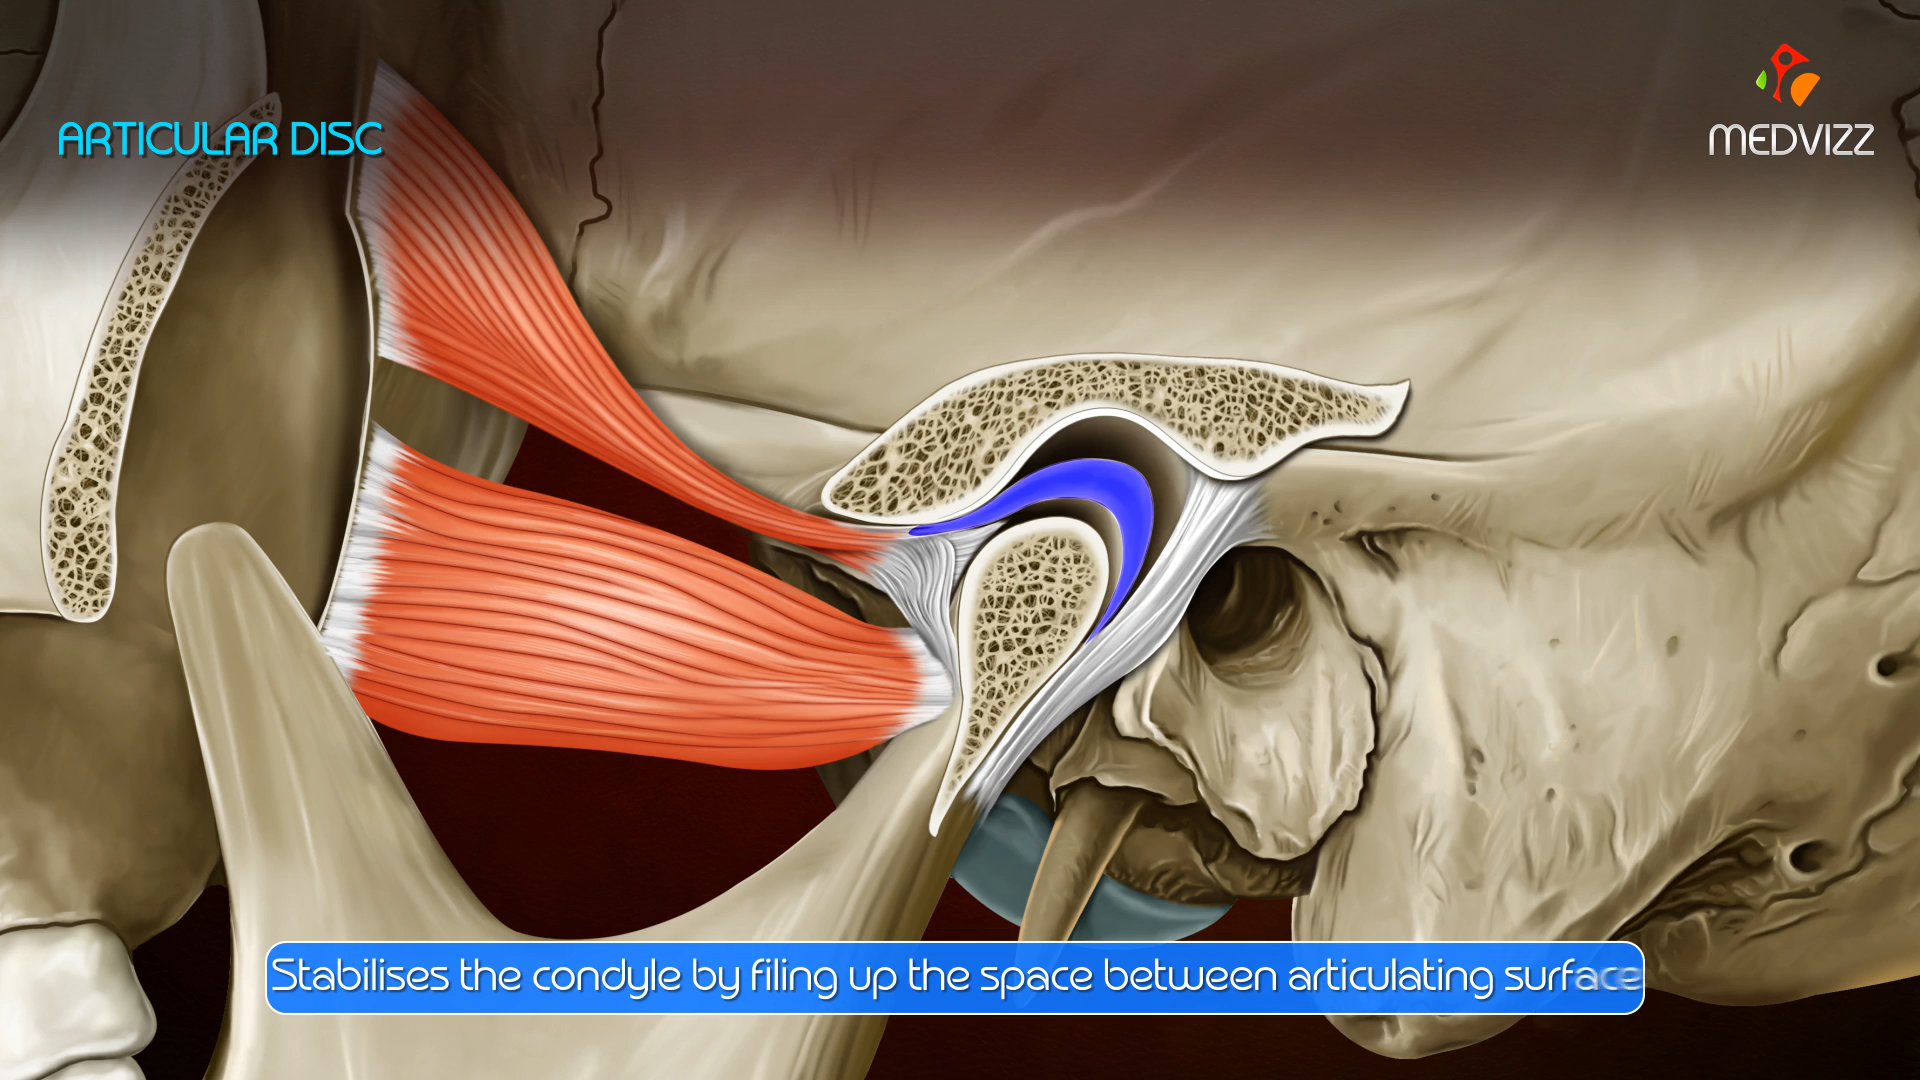 ARTICULAR DISC
MEDVIZZ
Stabilises the condyle by filing up the space between articulating surface